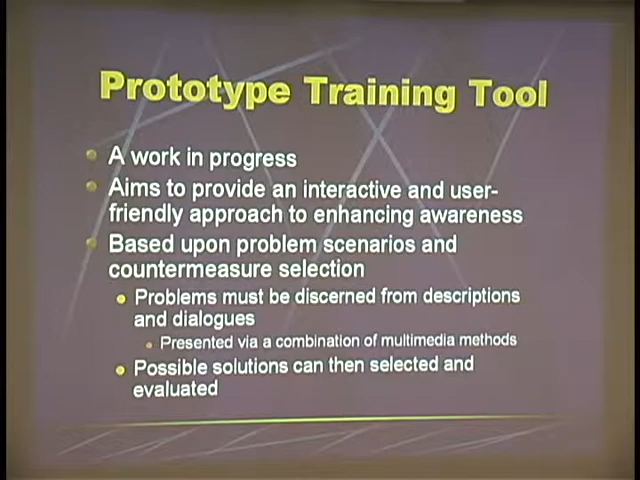 Prototype Training Tool
A work in progress
Aims to provide an interactive and user-
friendly approach to enhancing awareness
Based upon problem scenarios and
countermeasure selection
Problems must be discerned from descriptions
and dialogues
Presented via a combination of multimedia methods
Possible solutions can then selected and
evaluated